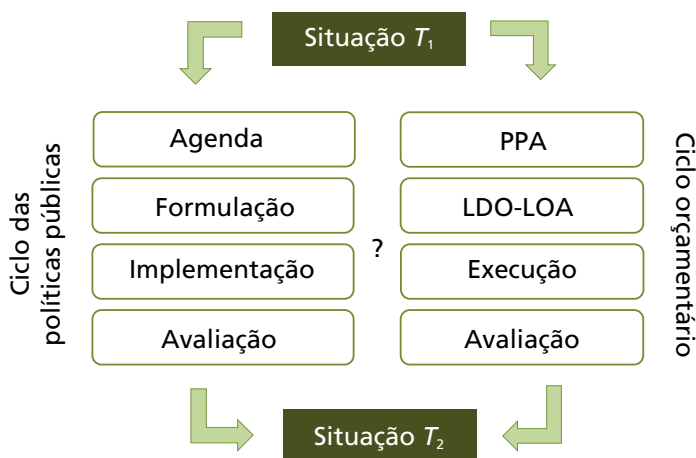 Situação T1
Ciclo das
políticas públicas
Agenda
Formulação
Implementação
Avaliação
?
PPA
LDO-LOA
Execução
Avaliação
Ciclo orçamentário
Situação T2